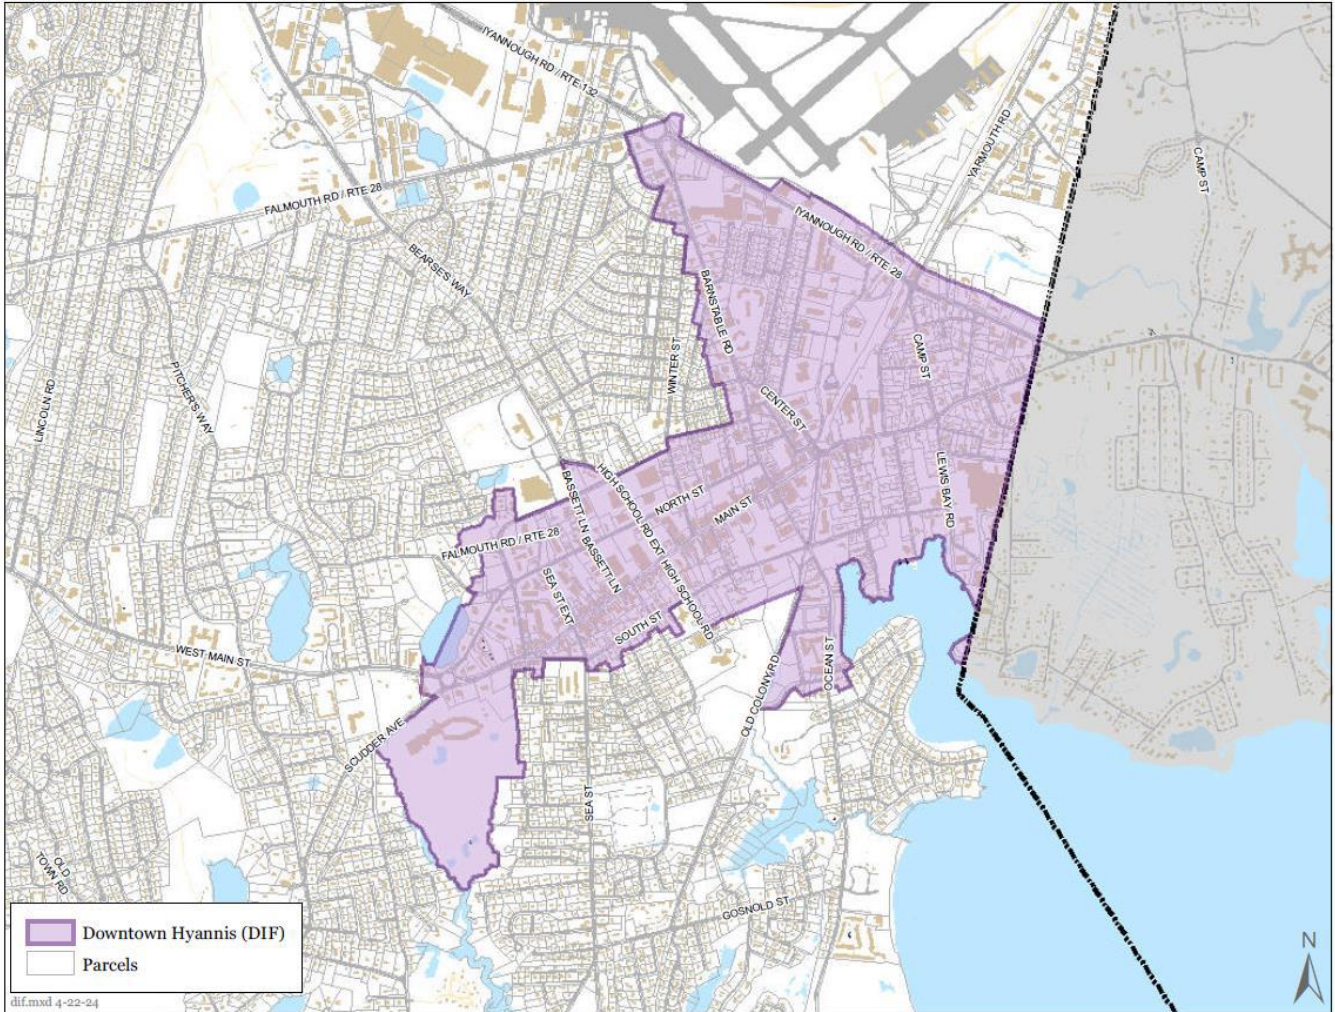 IYANNOUGH RD / RTE 132
YARMOUTH RD
CAMP ST
FALMOUTH RD / RTE 28
IYANNOUGH RD / RTE 28
BEARSES WAY
BARNSTABLE RD
WINTER ST
CAMP ST
PITCHER'S WAY
LINCOLN RD
CENTER ST
LEWIS BAY RD
HIGH SCHOOL RD EXT
NORTH ST
MAIN ST
BASSETT LN
BASSETT LN
FALMOUTH RD / RTE 28
SEA ST EXT
HIGH SCHOOL RD
SOUTH ST
WEST MAIN ST
OCEAN ST
OLD COLONY RD
SCUDDER AVE
SEA ST
OLD
TOWN RD
GOSNOLD ST
Downtown Hyannis (DIF)
Parcels
N
dif.mxd 4-22-24